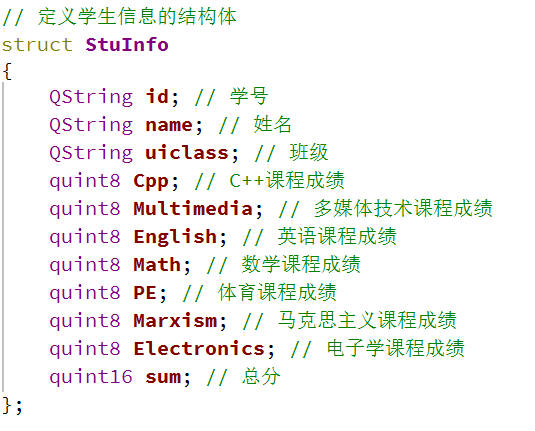 // 定义学生信息的结构体
struct StuInfo
{
    QString id; // 学号
    QString name; // 姓名
    QString uiclass; // 班级
    quint8 Cpp; // C++课程成绩
    quint8 Multimedia; // 多媒体技术课程成绩
    quint8 English; // 英语课程成绩
    quint8 Math; // 数学课程成绩
    quint8 PE; // 体育课程成绩
    quint8 Marxism; // 马克思主义课程成绩
    quint8 Electronics; // 电子学课程成绩
    quint16 sum; // 总分
};